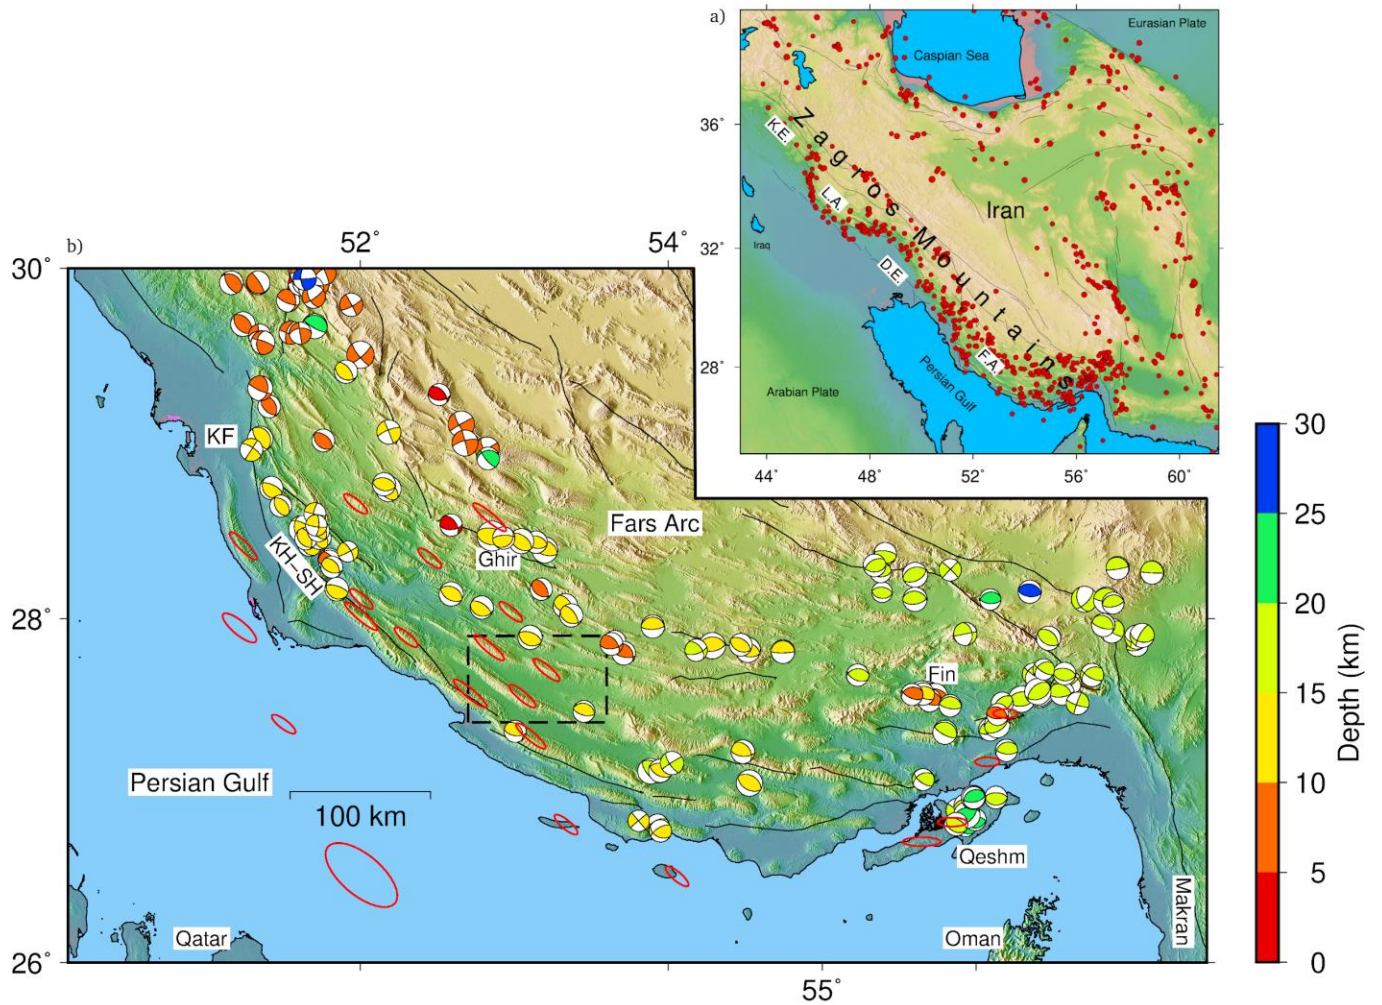 a)
Eurasian Plate
Caspian Sea
36°
K.E.
Zagros Mountains
L.A.
Iran
32°
Iraq
D.E.
28°
F.A.
Persian Gulf
Arabian Plate
44°
48°
52°
56°
60°
b)
52°
54°
30°
KF
Fars Arc
Ghir
KH-SH
28°
Fin
Persian Gulf
100 km
Qeshm
Makran
Qatar
Oman
26°
55°
30
25
20
15
10
5
0
Depth (km)